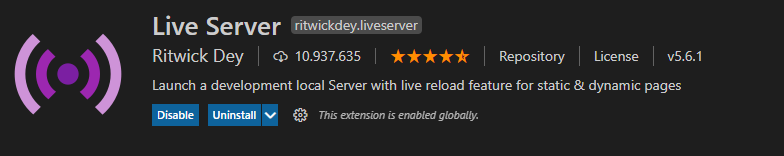 Live Server ritwickdey.liveserver
Ritwick Dey 10.937.635 Repository License v5.6.1
Launch a development local Server with live reload feature for static & dynamic pages
Disable Uninstall This extension is enabled globally.